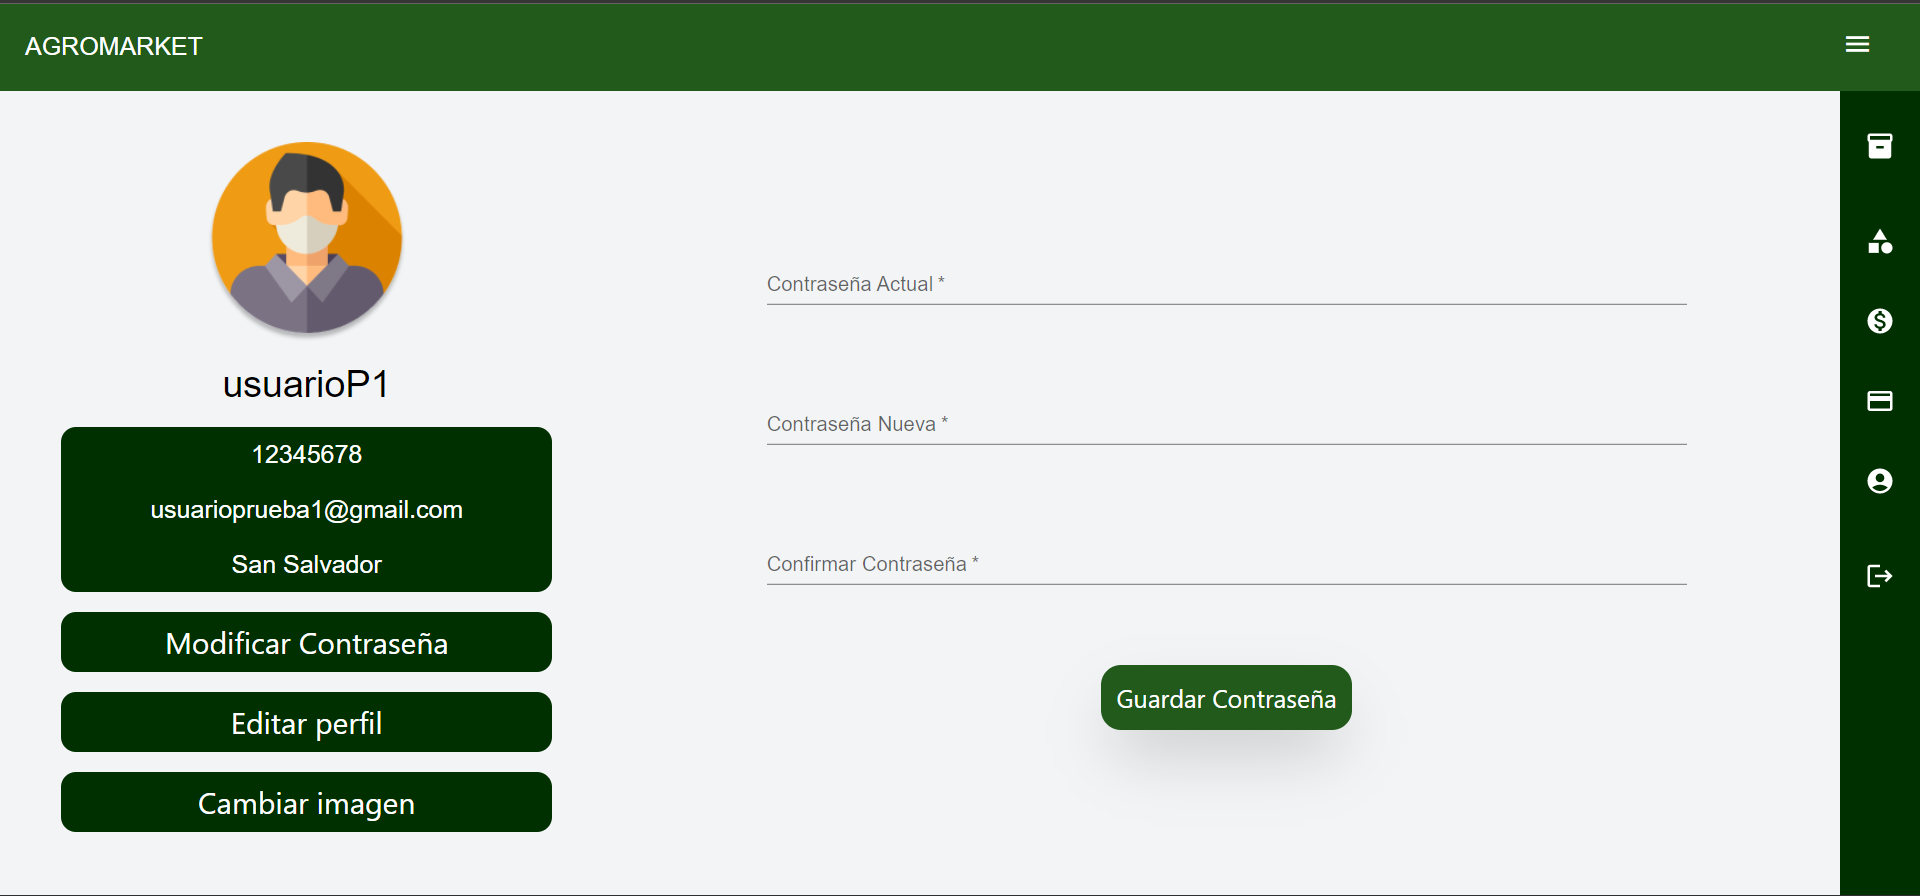 AGROMARKET
usuarioP1
12345678
usuarioprueba1@gmail.com
San Salvador
Modificar Contraseña
Editar perfil
Cambiar imagen
Contraseña Actual *
Contraseña Nueva *
Confirmar Contraseña *
Guardar Contraseña